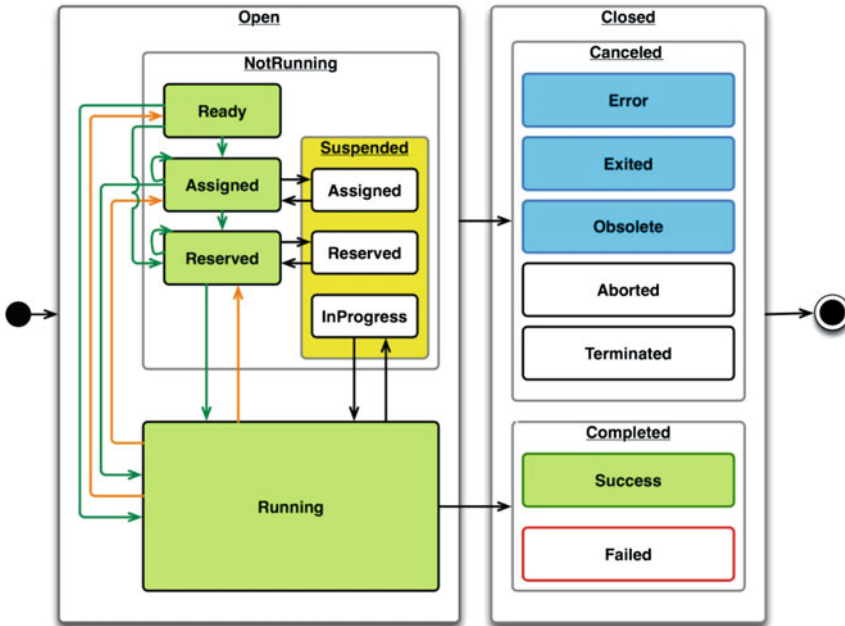 Open
Closed
NotRunning
Ready
Assigned
Reserved
Suspended
Assigned
Reserved
InProgress
Running
Canceled
Error
Exited
Obsolete
Aborted
Terminated
Completed
Success
Failed